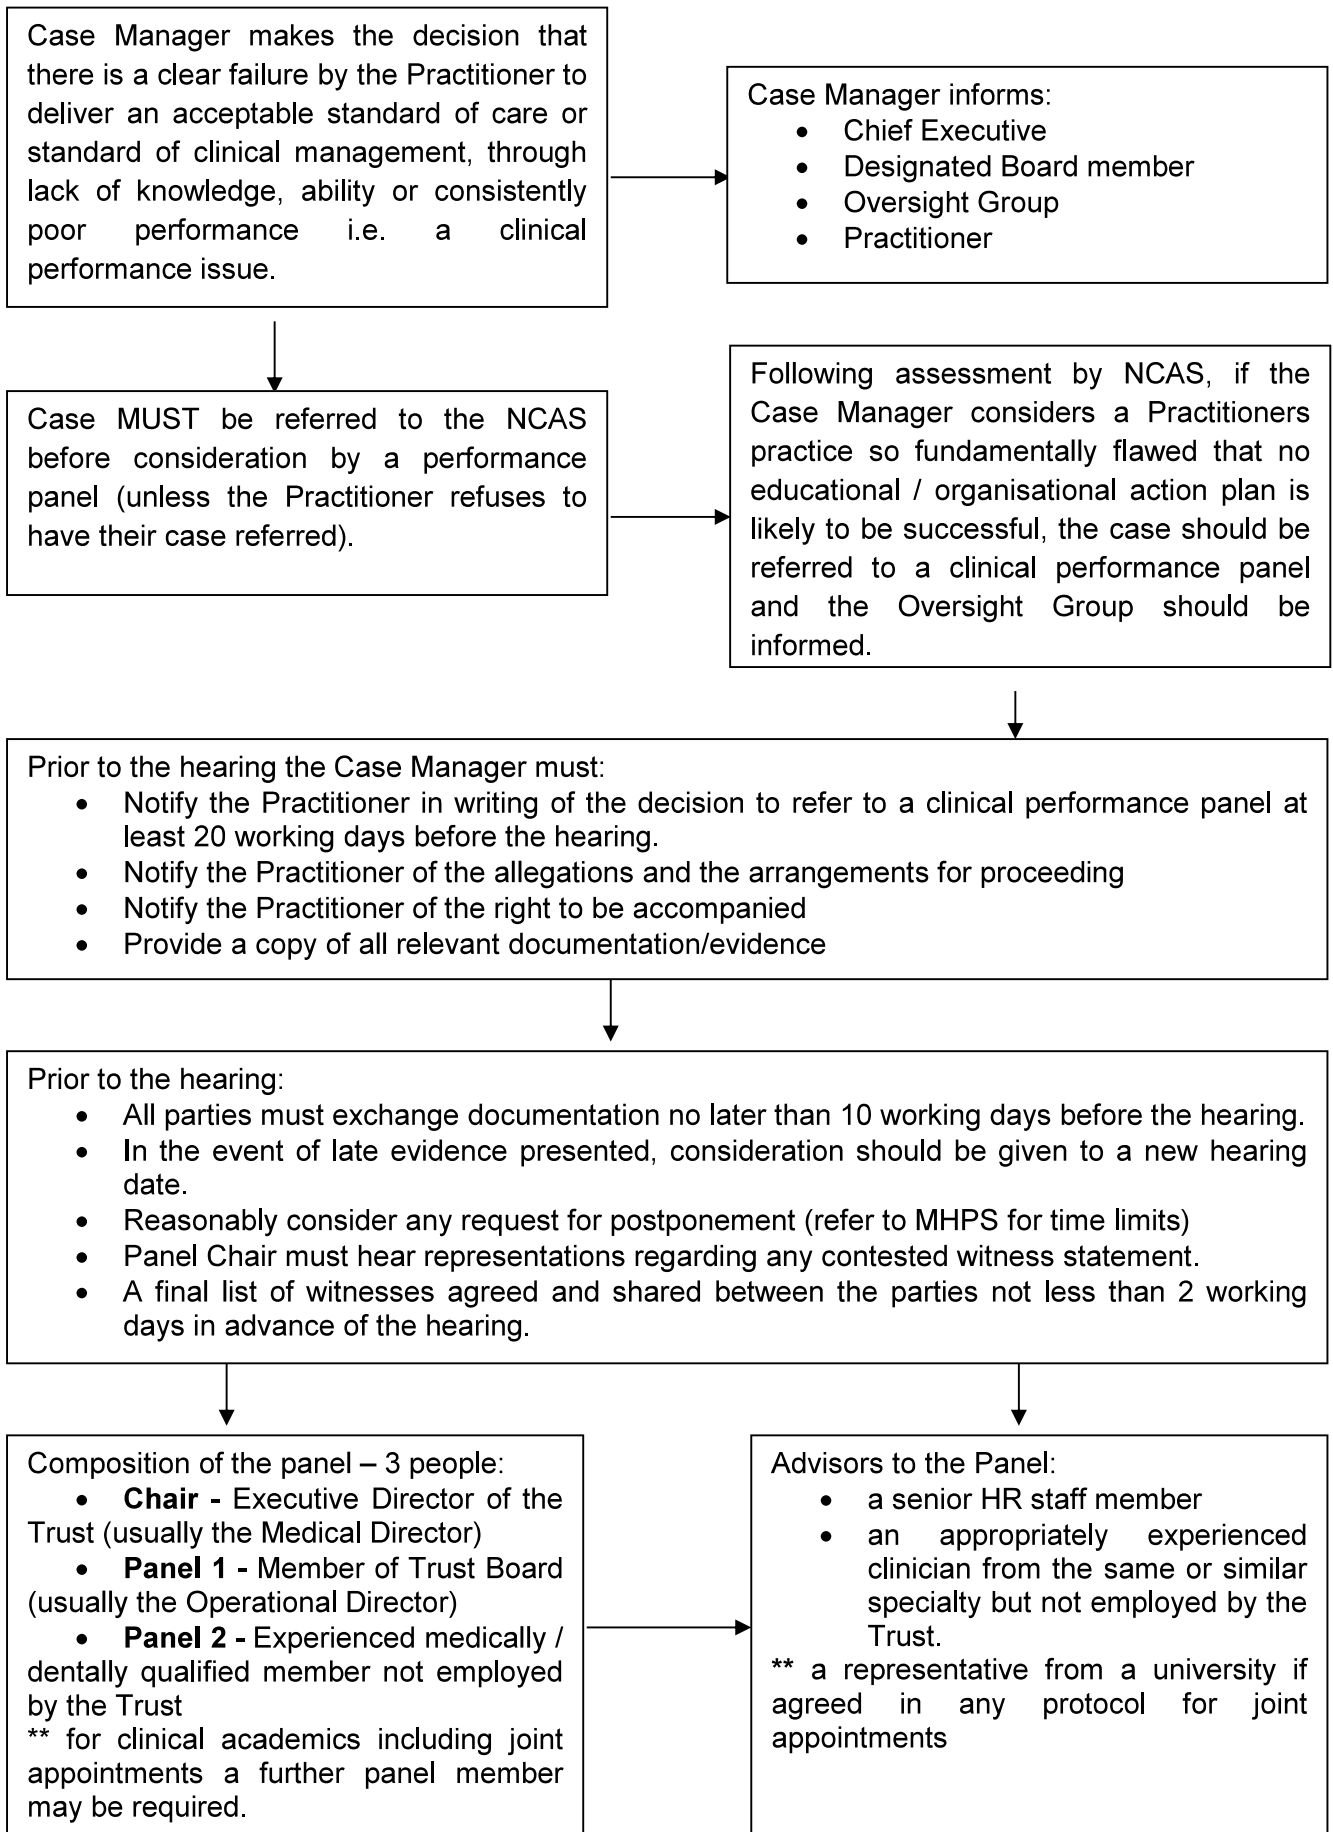 Case Manager makes the decision that
there is a clear failure by the Practitioner to
deliver an acceptable standard of care or
standard of clinical management, through
lack of knowledge, ability or consistently
poor performance i.e. a clinical
performance issue.
Case Manager informs:
• Chief Executive
• Designated Board member
• Oversight Group
• Practitioner
Case MUST be referred to the NCAS
before consideration by a performance
panel (unless the Practitioner refuses to
have their case referred).
Following assessment by NCAS, if the
Case Manager considers a Practitioners
practice so fundamentally flawed that no
educational / organisational action plan is
likely to be successful, the case should be
referred to a clinical performance panel
and the Oversight Group should be
informed.
Prior to the hearing the Case Manager must:
• Notify the Practitioner in writing of the decision to refer to a clinical performance panel at
least 20 working days before the hearing.
• Notify the Practitioner of the allegations and the arrangements for proceeding
• Notify the Practitioner of the right to be accompanied
• Provide a copy of all relevant documentation/evidence
Prior to the hearing:
• All parties must exchange documentation no later than 10 working days before the hearing.
• In the event of late evidence presented, consideration should be given to a new hearing
date.
• Reasonably consider any request for postponement (refer to MHPS for time limits)
• Panel Chair must hear representations regarding any contested witness statement.
• A final list of witnesses agreed and shared between the parties not less than 2 working
days in advance of the hearing.
Composition of the panel – 3 people:
• Chair - Executive Director of the
Trust (usually the Medical Director)
• Panel 1 - Member of Trust Board
(usually the Operational Director)
• Panel 2 - Experienced medically /
dentally qualified member not employed
by the Trust
** for clinical academics including joint
appointments a further panel member
may be required.
Advisors to the Panel:
• a senior HR staff member
• an appropriately experienced
clinician from the same or similar
specialty but not employed by the
Trust.
** a representative from a university if
agreed in any protocol for joint
appointments